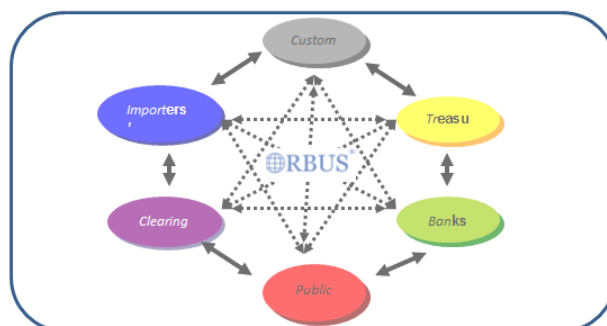 Custom
Importers
,
Treasu
ORBUS®
Clearing
Banks
Public